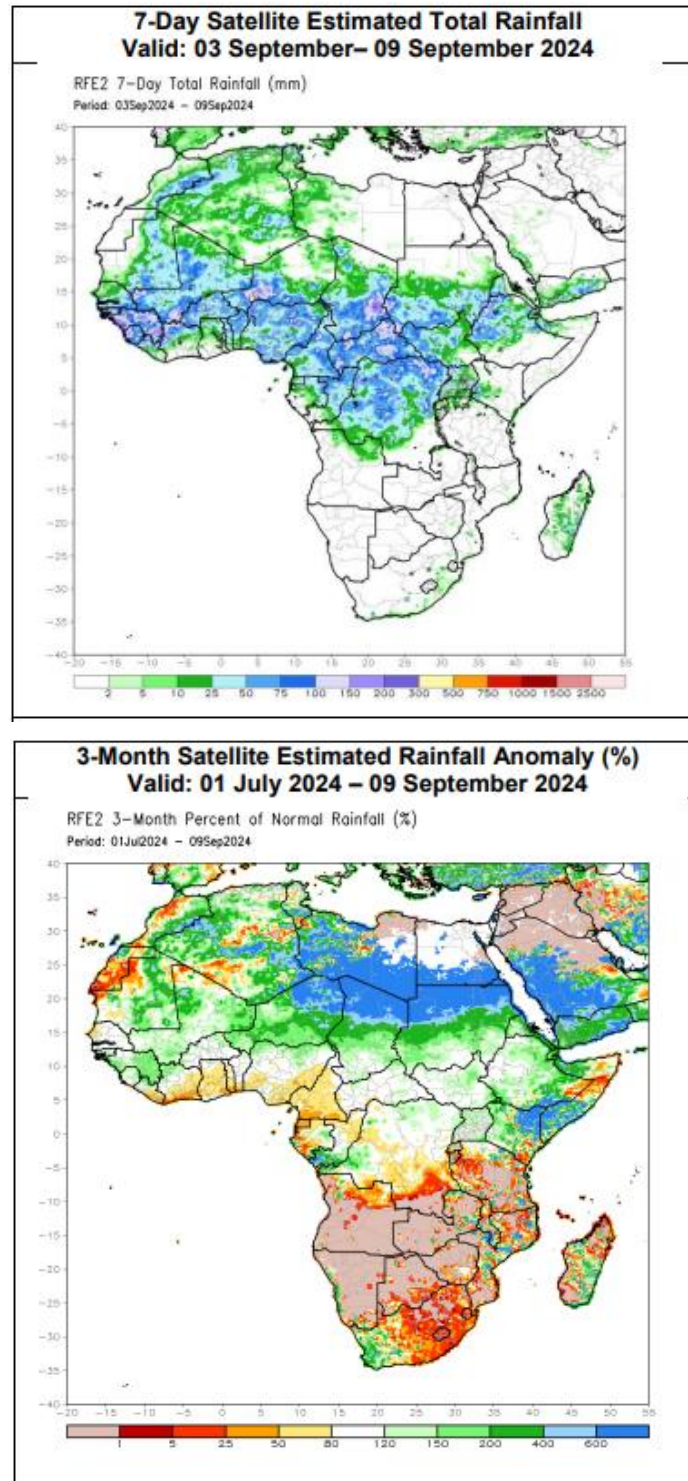 7-Day Satellite Estimated Total Rainfall
Valid: 03 September– 09 September 2024
RFE2 7-Day Total Rainfall (mm)
Period: 03Sep2024 – 09Sep2024
40
35
30
25
20
15
10
5
0
-5
-10
-15
-20
-25
-30
-35
-40
-20 -15 -10 -5 0 5 10 15 20 25 30 35 40 45 50 55
2 5 10 25 50 75 100 150 200 300 500 750 1000 1500 2500
3-Month Satellite Estimated Rainfall Anomaly (%)
Valid: 01 July 2024 – 09 September 2024
RFE2 3-Month Percent of Normal Rainfall (%)
Period: 01Jul2024 – 09Sep2024
40
35
30
25
20
15
10
5
0
-5
-10
-15
-20
-25
-30
-35
-40
-20 -15 -10 -5 0 5 10 15 20 25 30 35 40 45 50 55
1 5 25 50 80 120 150 200 400 600